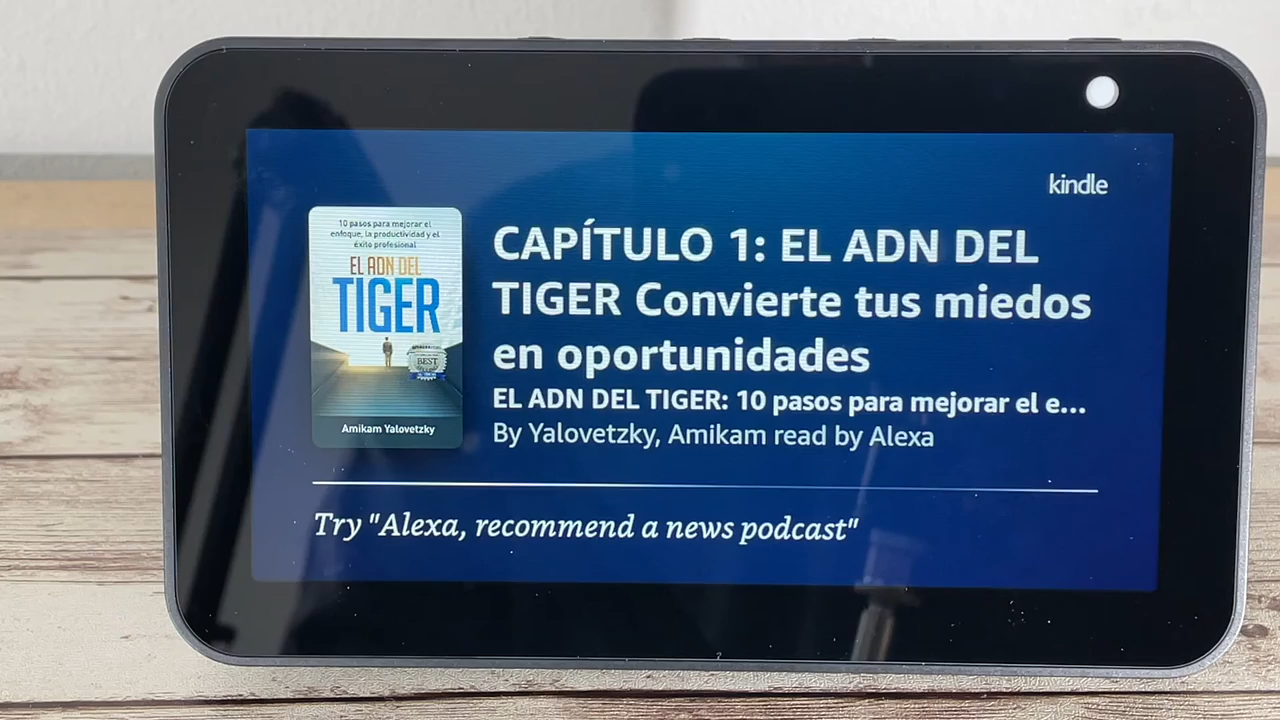 kindle
10 pasos para mejorar el
enfoque, la productividad y el
éxito profesional
EL ADN DEL
TIGER
BEST
Amikam Yalovetzky
CAPÍTULO 1: EL ADN DEL
TIGER Convierte tus miedos
en oportunidades
EL ADN DEL TIGER: 10 pasos para mejorar el e...
By Yalovetzky, Amikam read by Alexa
Try "Alexa, recommend a news podcast"